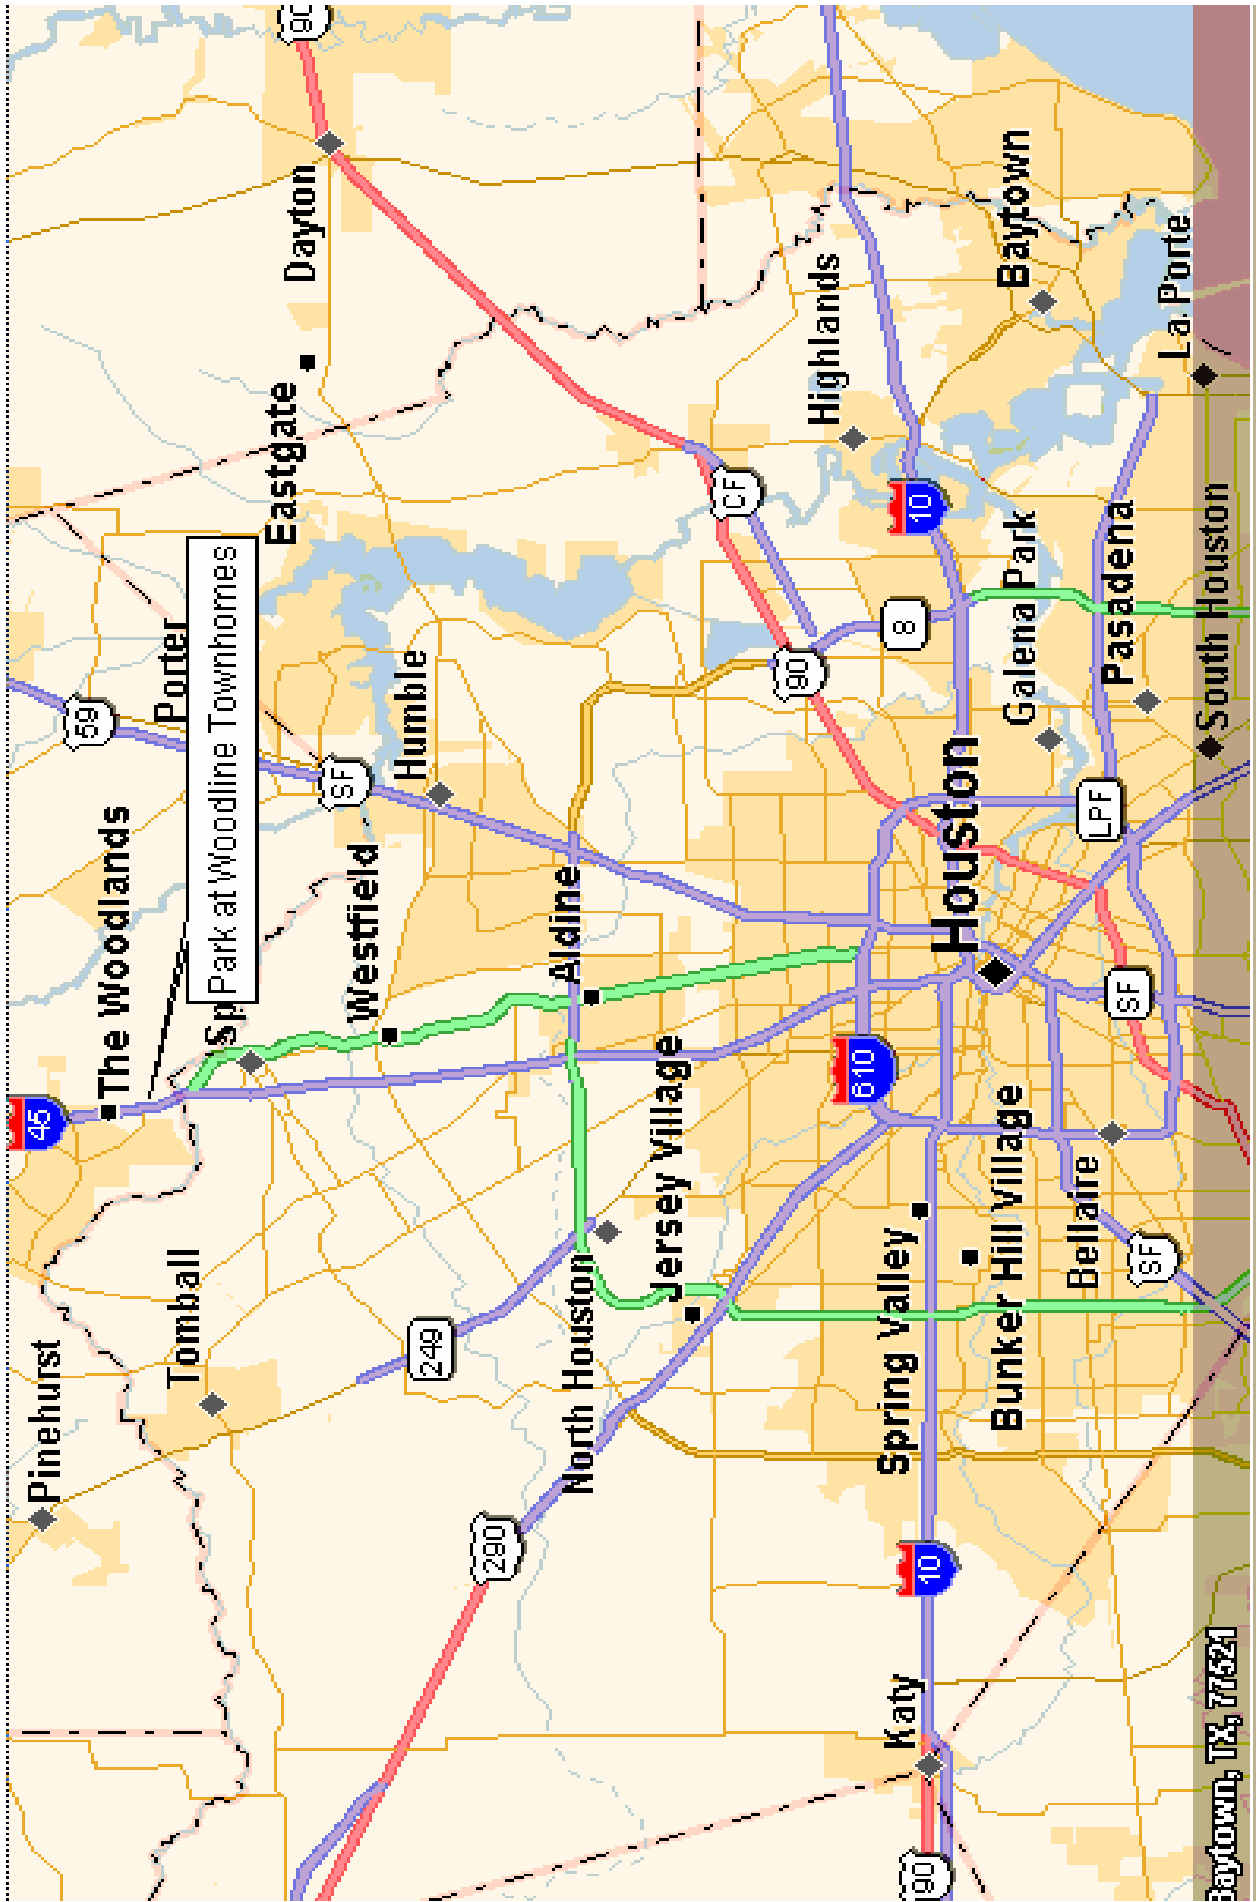 Pinehurst
45
59
The Woodlands
Porter
Tomball
Sp
Park at Woodline Townhomes
Eastgate
Dayton
90
SF
Westfield
Humble
249
290
North Houston
Aldine
Jersey Village
CF
90
Highlands
610
8
10
Spring Valley
Katy
90
10
Houston
Bunker Hill Village
Galena Park
Baytown
Bellaire
LPF
Pasadena
SF
SF
La Porte
South Houston
Baytown, TX, 77521